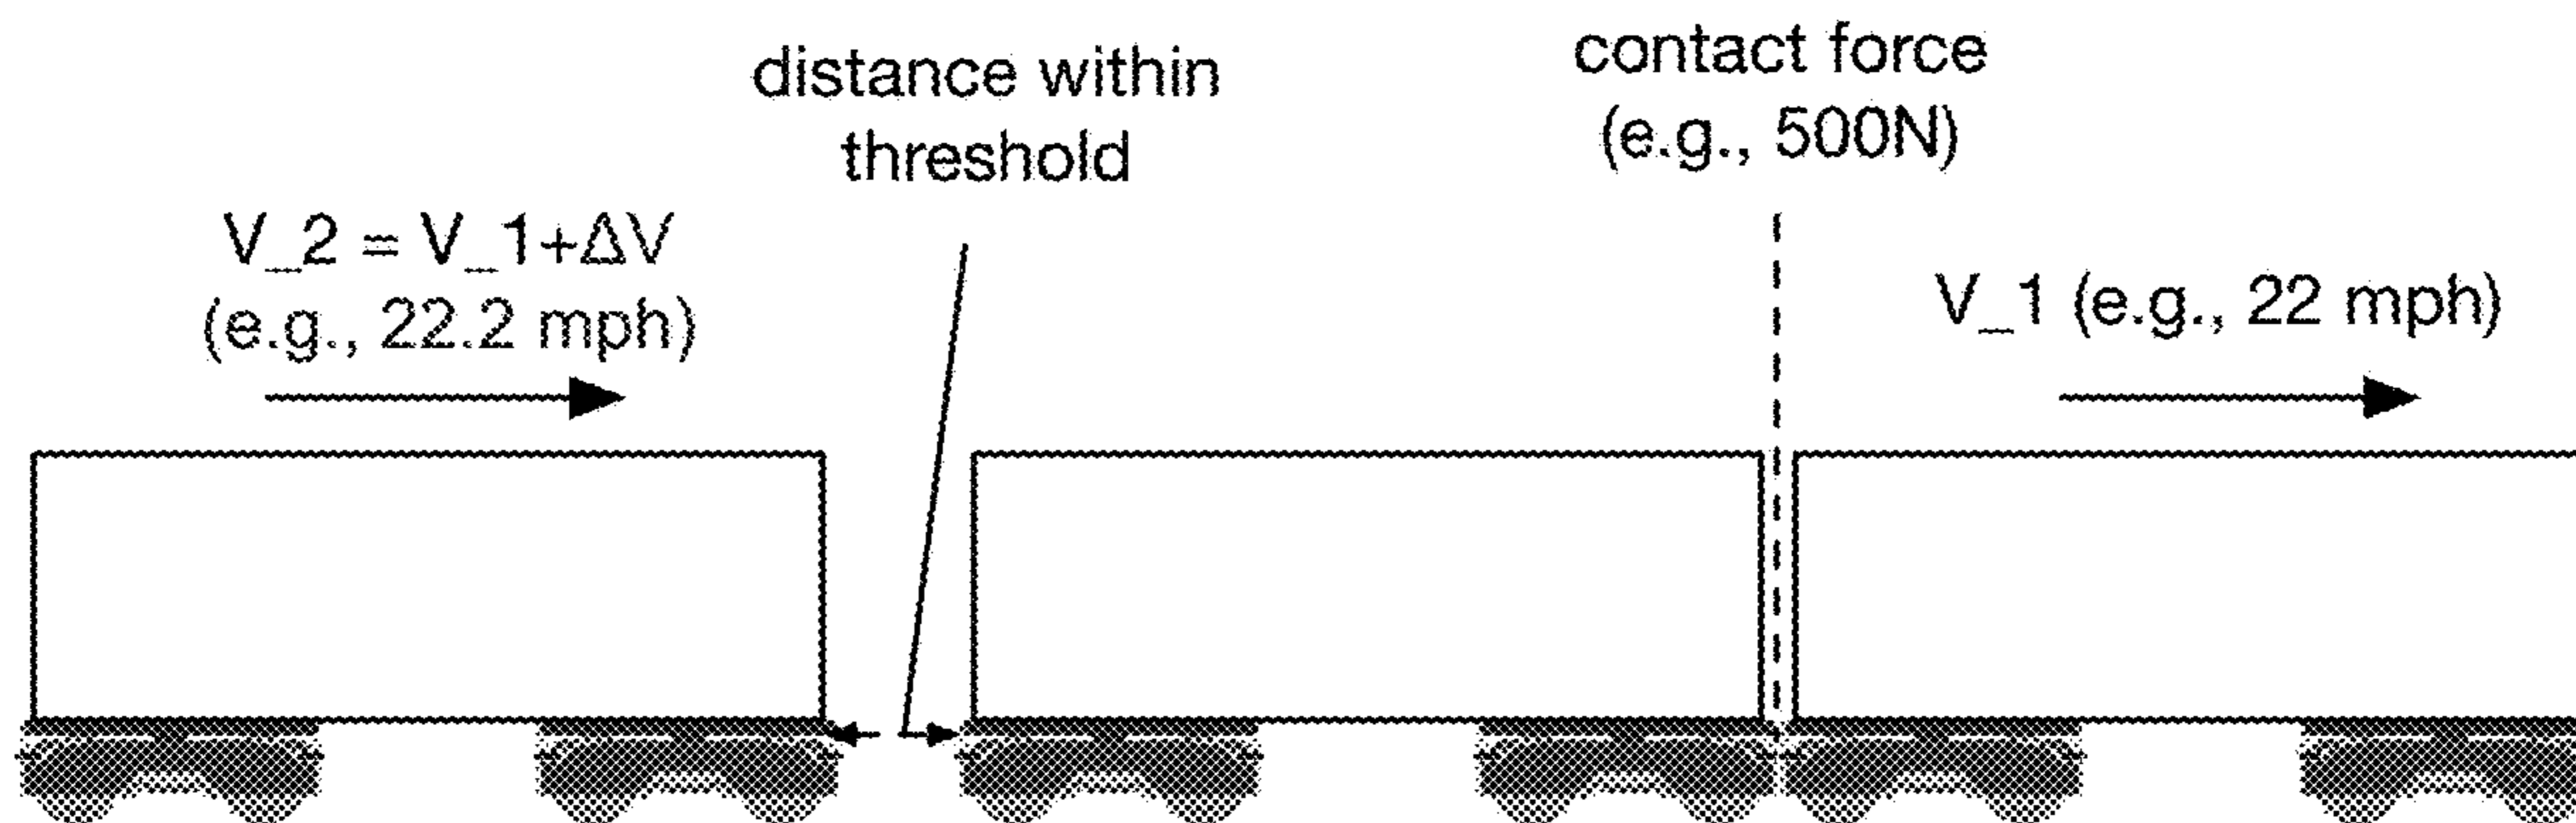 distance within
threshold
contact force
(e.g., 500N)
V_2 = V_1+ΔV
(e.g., 22.2 mph)
V_1 (e.g., 22 mph)